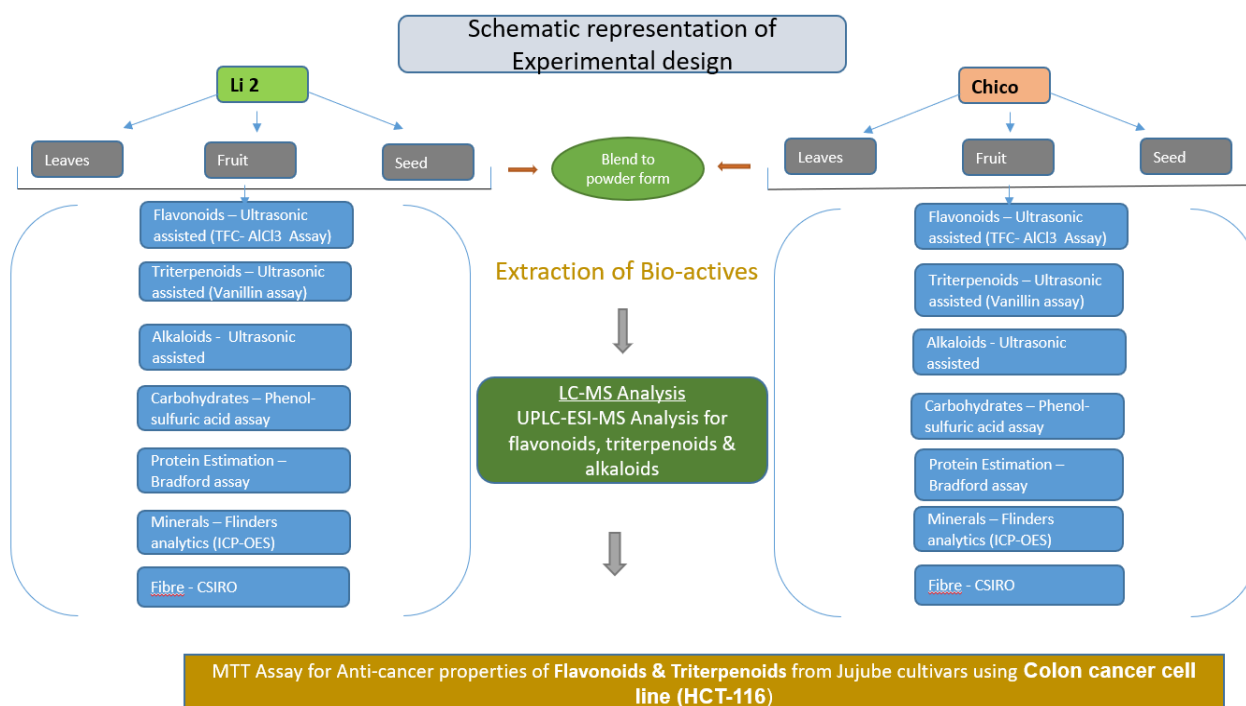 Schematic representation of
Experimental design
Li 2
Leaves
Fruit
Seed
Flavonoids – Ultrasonic
assisted (TFC- AlCl3 Assay)
Triterpenoids – Ultrasonic
assisted (Vanillin assay)
Alkaloids - Ultrasonic
assisted
Carbohydrates – Phenol-
sulfuric acid assay
Protein Estimation –
Bradford assay
Minerals – Flinders
analytics (ICP-OES)
Fibre - CSIRO
Blend to
powder form
Extraction of Bio-actives
LC-MS Analysis
UPLC-ESI-MS Analysis for
flavonoids, triterpenoids &
alkaloids
Chico
Leaves
Fruit
Seed
Flavonoids – Ultrasonic
assisted (TFC- AlCl3 Assay)
Triterpenoids – Ultrasonic
assisted (Vanillin assay)
Alkaloids - Ultrasonic
assisted
Carbohydrates – Phenol-
sulfuric acid assay
Protein Estimation –
Bradford assay
Minerals – Flinders
analytics (ICP-OES)
Fibre - CSIRO
MTT Assay for Anti-cancer properties of Flavonoids & Triterpenoids from Jujube cultivars using Colon cancer cell
line (HCT-116)